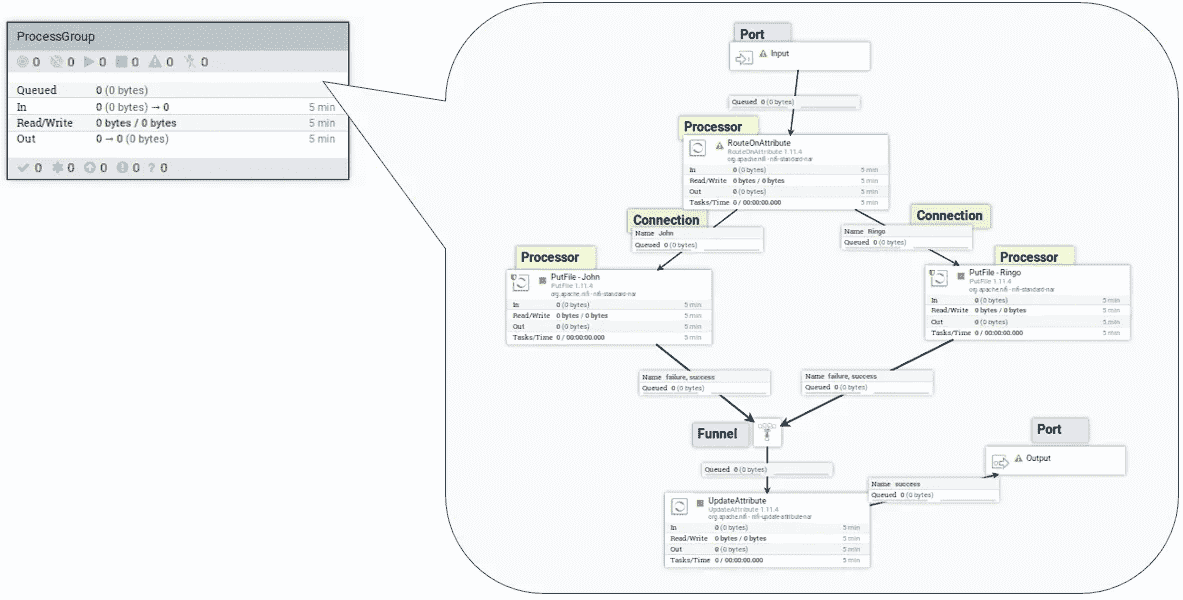 ProcessGroup
0 0 0 0 0 0
Queued 0 (0 bytes)
In 0 (0 bytes) → 0 5 min
Read/Write 0 bytes / 0 bytes 5 min
Out 0 → 0 (0 bytes) 5 min
0 0 0 0 ? 0
Port
Input
Queued 0 (0 bytes)
Processor
RouteOnAttribute
RouteOnAttribute 1.11.4
org.apache.nifi - nifi-standard-nar
In 0 (0 bytes) 5 min
Read/Write 0 bytes / 0 bytes 5 min
Out 0 (0 bytes) 5 min
Tasks/Time 0 / 00:00:00.000 5 min
Connection
Name John
Queued 0 (0 bytes)
Connection
Name Ringo
Queued 0 (0 bytes)
Processor
PutFile - John
PutFile 1.11.4
org.apache.nifi - nifi-standard-nar
In 0 (0 bytes) 5 min
Read/Write 0 bytes / 0 bytes 5 min
Out 0 (0 bytes) 5 min
Tasks/Time 0 / 00:00:00.000 5 min
Processor
PutFile - Ringo
PutFile 1.11.4
org.apache.nifi - nifi-standard-nar
In 0 (0 bytes) 5 min
Read/Write 0 bytes / 0 bytes 5 min
Out 0 (0 bytes) 5 min
Tasks/Time 0 / 00:00:00.000 5 min
Name failure, success
Queued 0 (0 bytes)
Name failure, success
Queued 0 (0 bytes)
Funnel
Queued 0 (0 bytes)
Port
Output
Name success
Queued 0 (0 bytes)
UpdateAttribute
UpdateAttribute 1.11.4
org.apache.nifi - nifi-update-attribute-nar
In 0 (0 bytes) 5 min
Read/Write 0 bytes / 0 bytes 5 min
Out 0 (0 bytes) 5 min
Tasks/Time 0 / 00:00:00.000 5 min